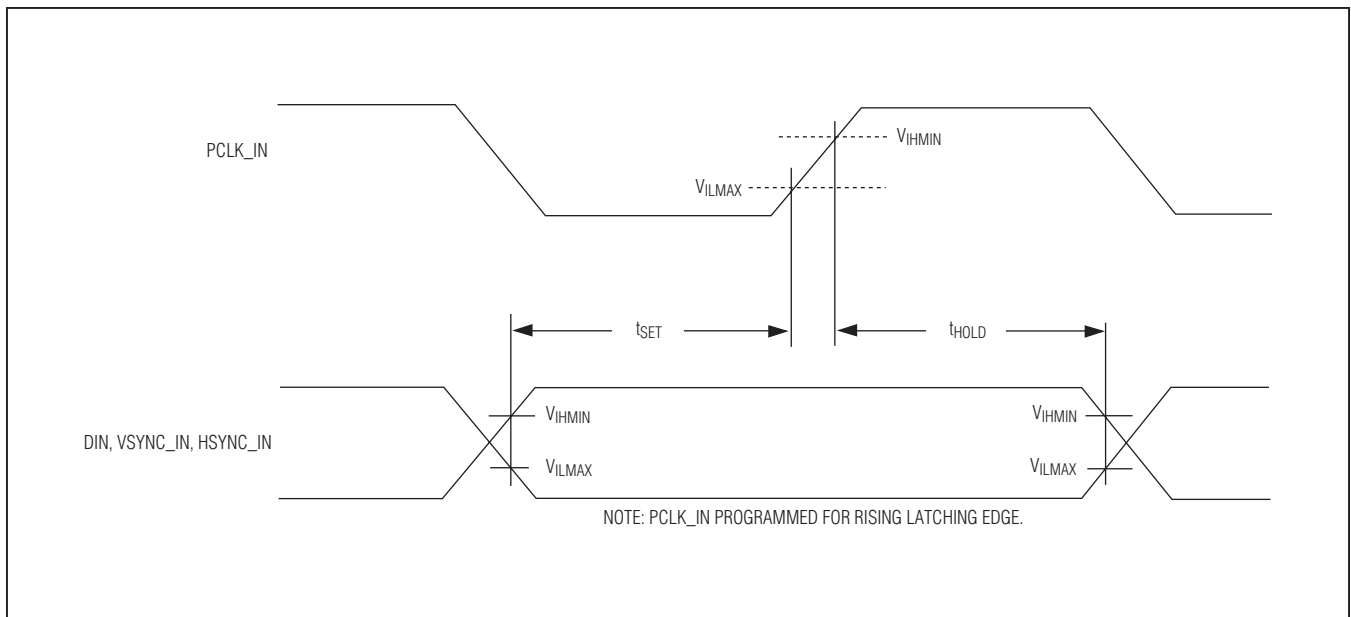 PCLK_IN
VIHMIN
VILMAX
tSET
tHOLD
VIHMIN
VIHMIN
DIN, VSYNC_IN, HSYNC_IN
VILMAX
VILMAX
NOTE: PCLK_IN PROGRAMMED FOR RISING LATCHING EDGE.